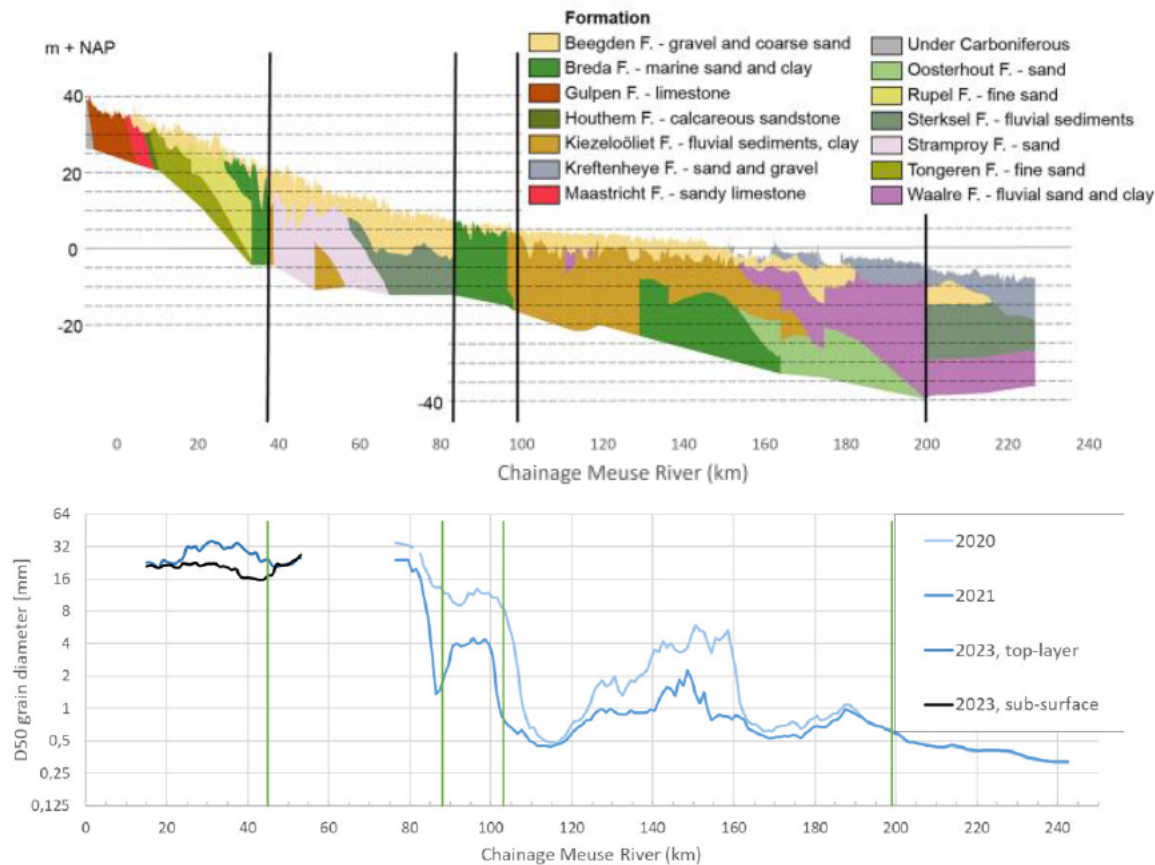 Formation
m + NAP
Beegden F. - gravel and coarse sand
Breda F. - marine sand and clay
Gulpen F. - limestone
Houthem F. - calcareous sandstone
Kiezeloöliet F. - fluvial sediments, clay
Kreftenheye F. - sand and gravel
Maastricht F. - sandy limestone
Under Carboniferous
Oosterhout F. - sand
Rupel F. - fine sand
Sterksel F. - fluvial sediments
Stramproy F. - sand
Tongeren F. - fine sand
Waalre F. - fluvial sand and clay
40
20
0
-20
-40
0 20 40 60 80 100 120 140 160 180 200 220 240
Chainage Meuse River (km)
D50 grain diameter [mm]
64
32
16
8
4
2
1
0,5
0,25
0,125
0 20 40 60 80 100 120 140 160 180 200 220 240
Chainage Meuse River (km)
2020
2021
2023, top-layer
2023, sub-surface